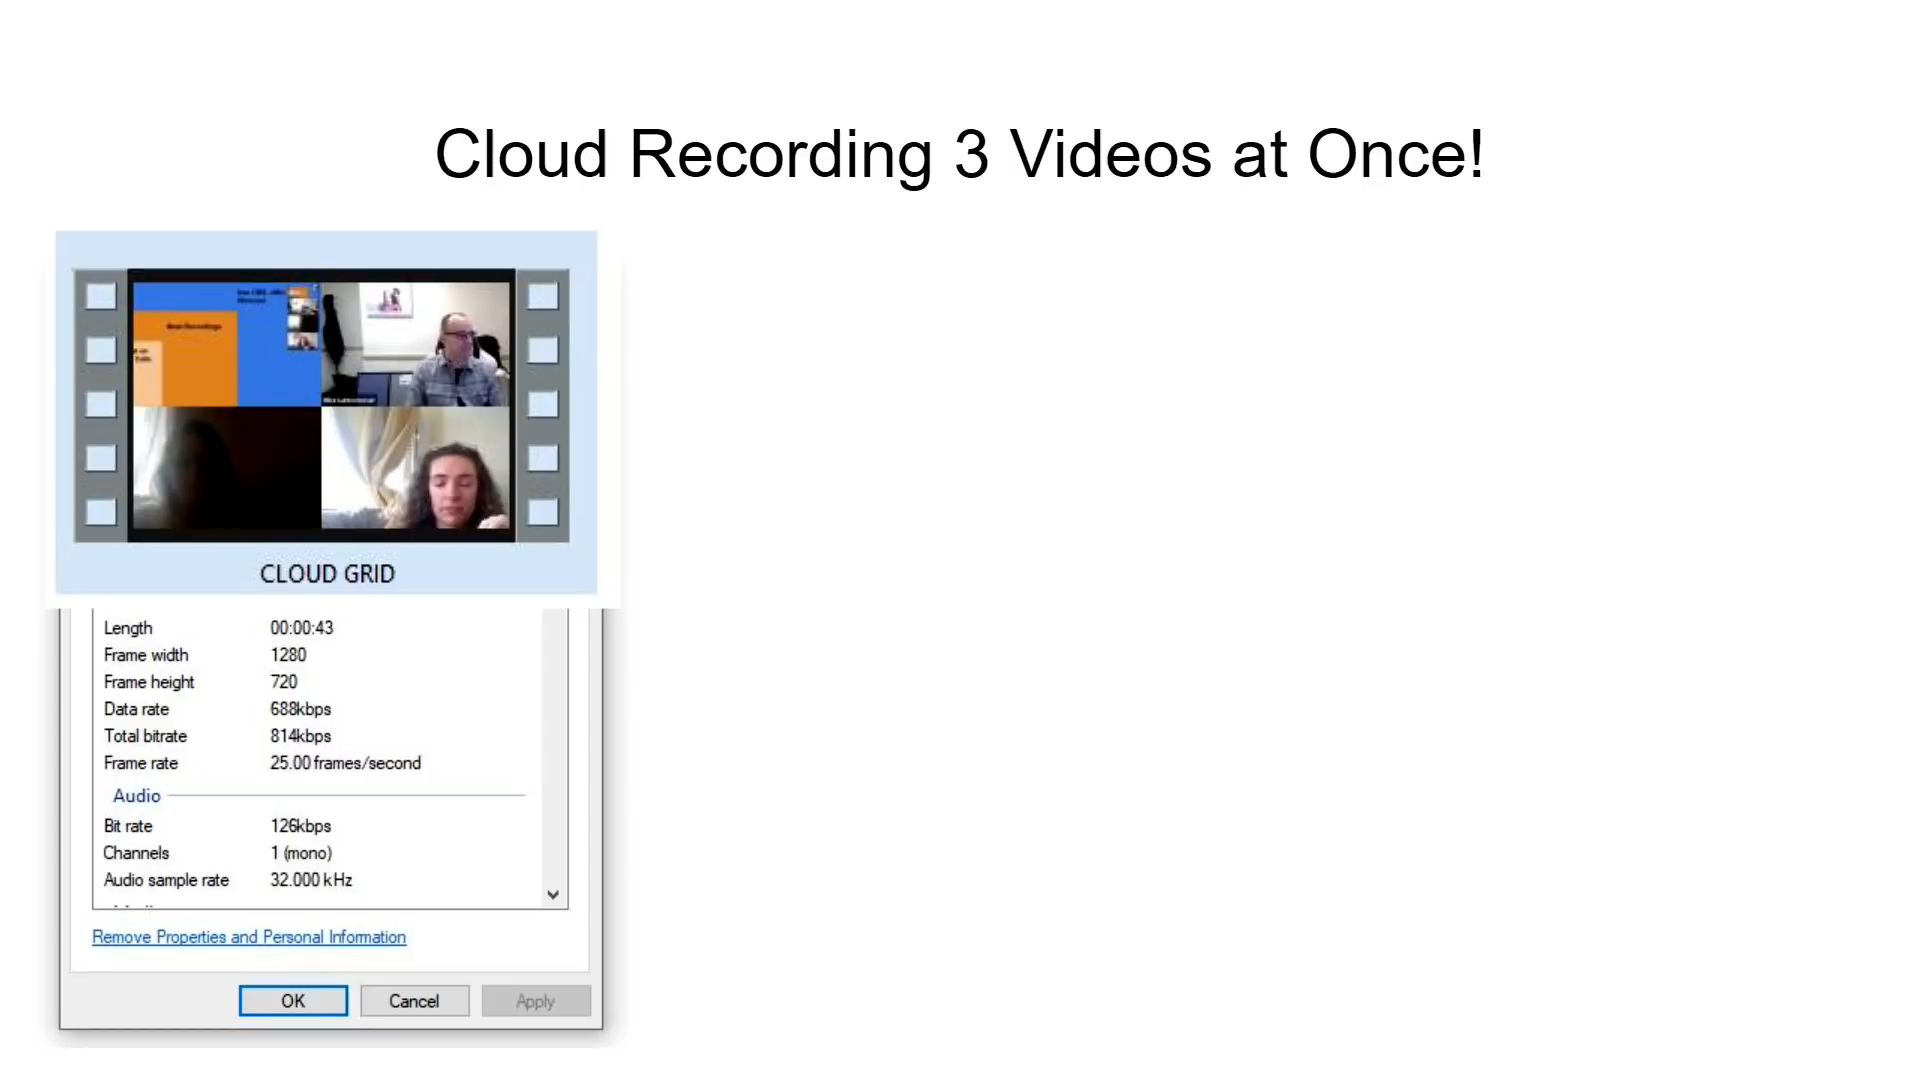 Cloud Recording 3 Videos at Once!
Best Recordings
CLOUD GRID
Length 00:00:43
Frame width 1280
Frame height 720
Data rate 688kbps
Total bitrate 814kbps
Frame rate 25.00 frames/second
Audio
Bit rate 126kbps
Channels 1 (mono)
Audio sample rate 32.000 kHz
Remove Properties and Personal Information
OK Cancel Apply